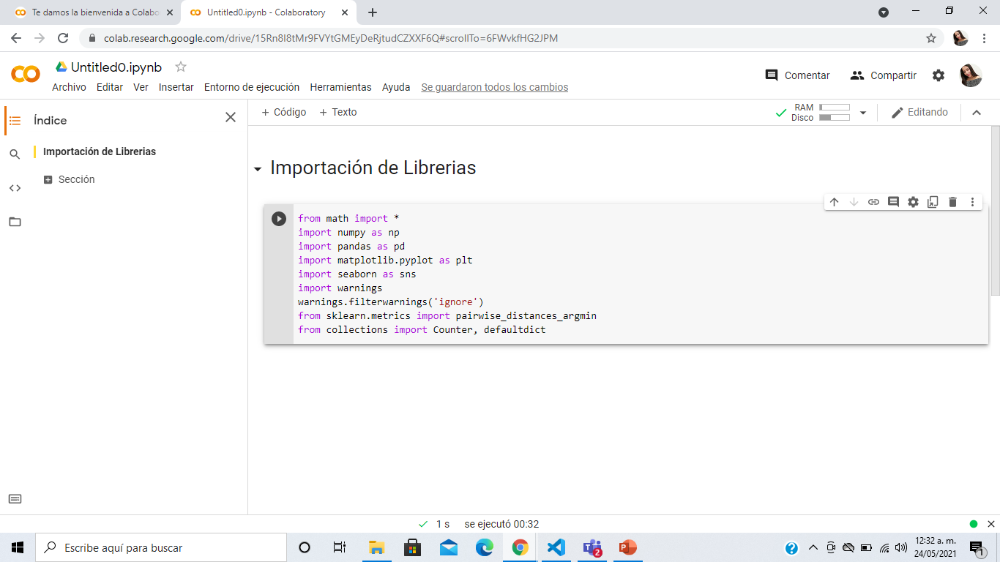 Te damos la bienvenida a Colabo
Untitled0.ipynb - Colaboratory
colab.research.google.com/drive/15Rn8I8tMr9FVYtGMEyDeRjtudCZXXF6Q#scrollTo=6FWvkfHG2JPM
Untitled0.ipynb
Archivo Editar Ver Insertar Entorno de ejecución Herramientas Ayuda Se guardaron todos los cambios
Comentar
Compartir
Índice
+ Código + Texto
RAM
Disco
Editando
Importación de Librerias
Sección
Importación de Librerias
from math import *
import numpy as np
import pandas as pd
import matplotlib.pyplot as plt
import seaborn as sns
import warnings
warnings.filterwarnings('ignore')
from sklearn.metrics import pairwise_distances_argmin
from collections import Counter, defaultdict
1 s se ejecutó 00:32
Escribe aquí para buscar
2
12:32 a. m.
24/05/2021
1